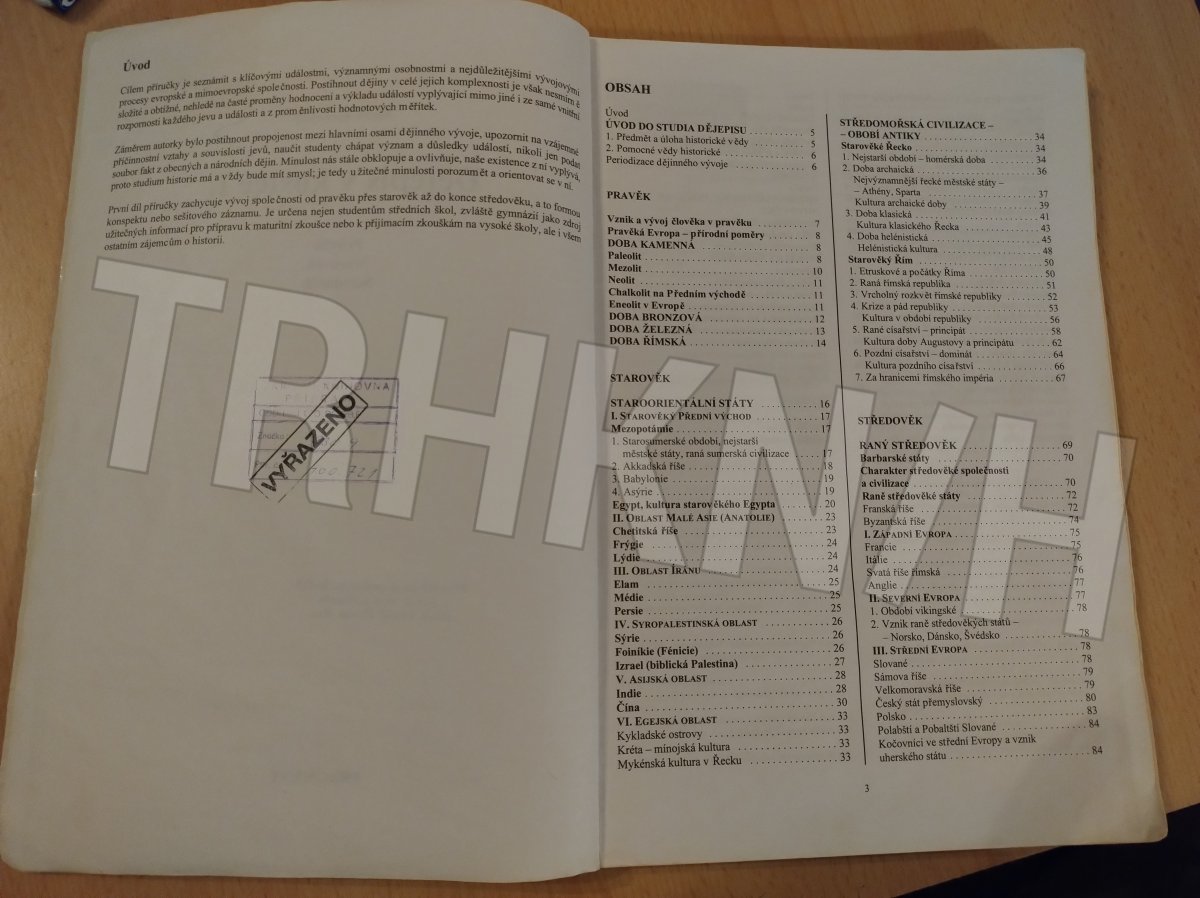 Úvod
Cílem příručky je seznámit s klíčovými událostmi, významnými osobnostmi a nejdůležitějšími vývojovými
procesy evropské a mimoevropské společnosti. Postihnout dějiny v celé jejich komplexnosti je však nesmírně
složité a obtížné, nehledě na časté proměny hodnocení a výkladu událostí vyplývající mimo jiné i ze samé vnitřní
rozpornosti každého jevu a události a z proměnlivosti hodnotových měřítek.
Záměrem autorky bylo postihnout propojenost mezi hlavními osami dějinného vývoje, upozornit na vzájemné
příčinnostní vztahy a souvislosti jevů, naučit studenty chápat význam a důsledky událostí, nikoli jen podat
soubor fakt z obecných a národních dějin. Minulost nás stále obklopuje a ovlivňuje, naše existence z ní vyplývá,
proto studium historie má a vždy bude mít smysl; je tedy užitečné minulosti porozumět a orientovat se v ní.
První díl příručky zachycuje vývoj společnosti od pravěku přes starověk až do konce středověku, a to formou
konspektu nebo sešitového záznamu. Je určena nejen studentům středních škol, zvláště gymnázií jako zdroj
užitečných informací pro přípravu k maturitní zkoušce nebo k přijímacím zkouškám na vysoké školy, ale i všem
ostatním zájemcům o historii.
VYŘAZENO
Značka
TRHKNIH
OBSAH
Úvod
ÚVOD DO STUDIA DĚJEPISU . . . . . . . . . . 5
1. Předmět a úloha historické vědy . . . . . . . . . . 5
2. Pomocné vědy historické . . . . . . . . . . 6
Periodizace dějinného vývoje . . . . . . . . . . 6
PRAVĚK
Vznik a vývoj člověka v pravěku . . . . . . . . . . 7
Pravěká Evropa – přírodní poměry . . . . . . . . . . 8
DOBA KAMENNÁ . . . . . . . . . . 8
Paleolit . . . . . . . . . . 8
Mezolit . . . . . . . . . . 10
Neolit . . . . . . . . . . 11
Chalkolit na Předním východě . . . . . . . . . . 11
Eneolit v Evropě . . . . . . . . . . 11
DOBA BRONZOVÁ . . . . . . . . . . 12
DOBA ŽELEZNÁ . . . . . . . . . . 13
DOBA ŘÍMSKÁ . . . . . . . . . . 14
STAROVĚK
STAROORIENTÁLNÍ STÁTY . . . . . . . . . . 16
I. STAROVĚKÝ PŘEDNÍ VÝCHOD . . . . . . . . . . 17
Mezopotámie . . . . . . . . . . 17
1. Starosumerské období, nejstarší
městské státy, raná sumerská civilizace . . . . . 17
2. Akkadská říše . . . . . . . . . . 18
3. Babylonie . . . . . . . . . . 19
4. Asýrie . . . . . . . . . . 19
Egypt, kultura starověkého Egypta . . . . . . . . . . 20
II. OBLAST MALÉ ASIE (ANATOLIE) . . . . . . . . . . 23
Chetitská říše . . . . . . . . . . 23
Frýgie . . . . . . . . . . 24
Lýdie . . . . . . . . . . 24
III. OBLAST ÍRÁNU . . . . . . . . . . 24
Elam . . . . . . . . . . 25
Médie . . . . . . . . . . 25
Persie . . . . . . . . . . 25
IV. SYROPALESTINSKÁ OBLAST . . . . . . . . . . 26
Sýrie . . . . . . . . . . 26
Foiníkie (Fénicie) . . . . . . . . . . 26
Izrael (biblická Palestina) . . . . . . . . . . 27
V. ASIJSKÁ OBLAST . . . . . . . . . . 28
Indie . . . . . . . . . . 28
Čína . . . . . . . . . . 30
VI. EGEJSKÁ OBLAST . . . . . . . . . . 33
Kykladské ostrovy . . . . . . . . . . 33
Kréta – mínojská kultura . . . . . . . . . . 33
Mykénská kultura v Řecku . . . . . . . . . . 33
STŘEDOMOŘSKÁ CIVILIZACE –
– OBOBÍ ANTIKY . . . . . . . . . . 34
Starověké Řecko . . . . . . . . . . 34
1. Nejstarší období – homérská doba . . . . . . . . . . 34
2. Doba archaická . . . . . . . . . . 36
Nejvýznamnější řecké městské státy –
– Athény, Sparta . . . . . . . . . . 37
Kultura archaické doby . . . . . . . . . . 39
3. Doba klasická . . . . . . . . . . 41
Kultura klasického Řecka . . . . . . . . . . 43
4. Doba helénistická . . . . . . . . . . 45
Helénistická kultura . . . . . . . . . . 48
Starověký Řím . . . . . . . . . . 50
1. Etruskové a počátky Říma . . . . . . . . . . 50
2. Raná římská republika . . . . . . . . . . 51
3. Vrcholný rozkvět římské republiky . . . . . . . . . . 52
4. Krize a pád republiky . . . . . . . . . . 53
Kultura v období republiky . . . . . . . . . . 56
5. Rané císařství – principát . . . . . . . . . . 58
Kultura doby Augustovy a principátu . . . . . . . . . . 62
6. Pozdní císařství – dominát . . . . . . . . . . 64
Kultura pozdního císařství . . . . . . . . . . 66
7. Za hranicemi římského impéria . . . . . . . . . . 67
STŘEDOVĚK
RANÝ STŘEDOVĚK . . . . . . . . . . 69
Barbarské státy . . . . . . . . . . 70
Charakter středověké společnosti
a civilizace . . . . . . . . . . 70
Raně středověké státy . . . . . . . . . . 72
Franská říše . . . . . . . . . . 72
Byzantská říše . . . . . . . . . . 74
I. ZÁPADNÍ EVROPA . . . . . . . . . . 75
Francie . . . . . . . . . . 75
Itálie . . . . . . . . . . 76
Svatá říše římská . . . . . . . . . . 76
Anglie . . . . . . . . . . 77
II. SEVERNÍ EVROPA . . . . . . . . . . 77
1. Období vikingské . . . . . . . . . . 78
2. Vznik raně středověkých států –
– Norsko, Dánsko, Švédsko . . . . . . . . . . 78
III. STŘEDNÍ EVROPA . . . . . . . . . . 78
Slované . . . . . . . . . . 78
Sámova říše . . . . . . . . . . 79
Velkomoravská říše . . . . . . . . . . 79
Český stát přemyslovský . . . . . . . . . . 80
Polsko . . . . . . . . . . 83
Polabští a Pobaltští Slované . . . . . . . . . . 84
Kočovníci ve střední Evropy a vznik
uherského státu . . . . . . . . . . 84
3